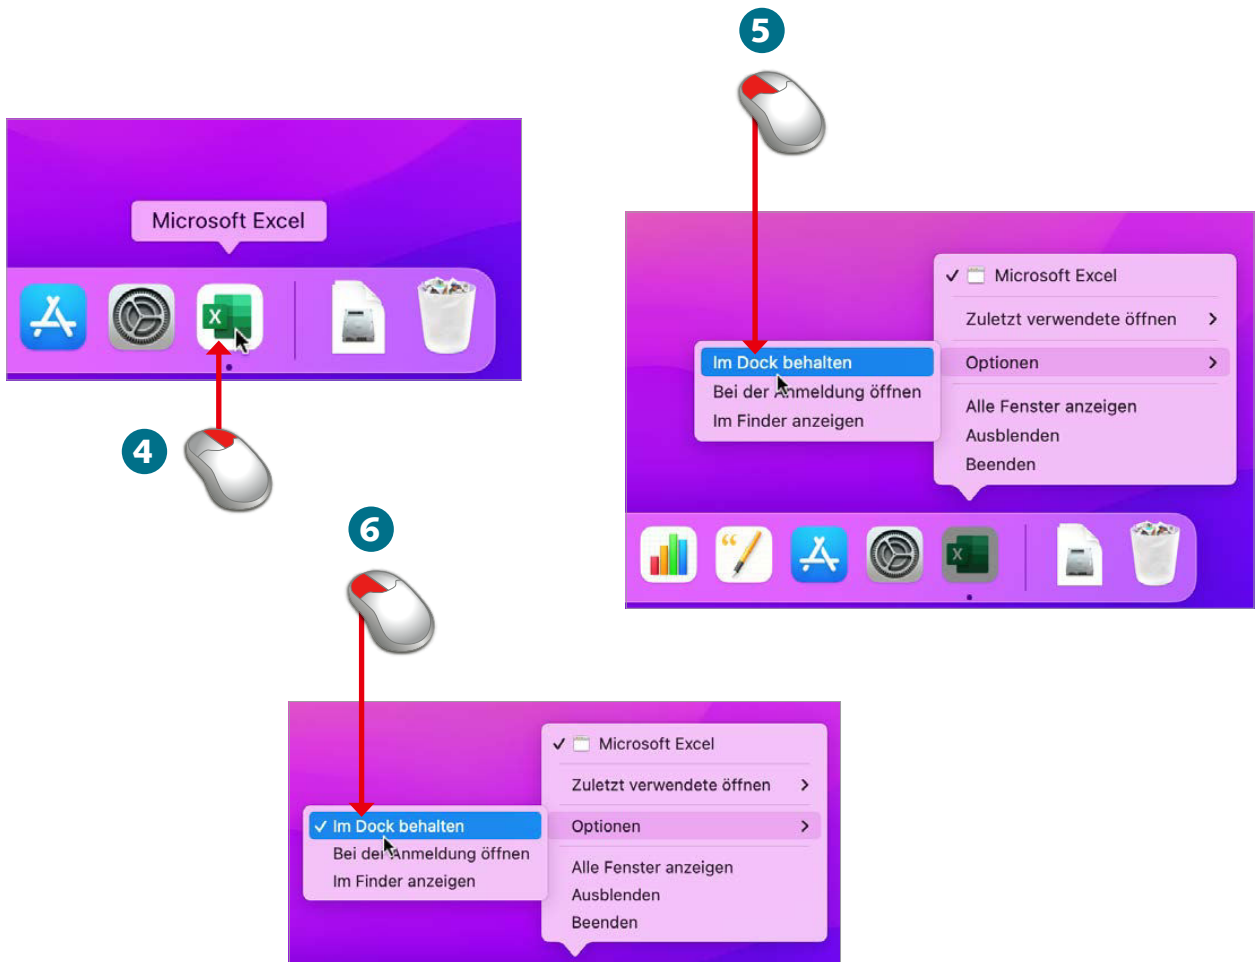 5
Microsoft Excel
X
4
✓ Microsoft Excel
Zuletzt verwendete öffnen >
Optionen >
Alle Fenster anzeigen
Ausblenden
Beenden
Im Dock behalten
Bei der Anmeldung öffnen
Im Finder anzeigen
X
6
✓ Microsoft Excel
Zuletzt verwendete öffnen >
Optionen >
Alle Fenster anzeigen
Ausblenden
Beenden
✓ Im Dock behalten
Bei der Anmeldung öffnen
Im Finder anzeigen